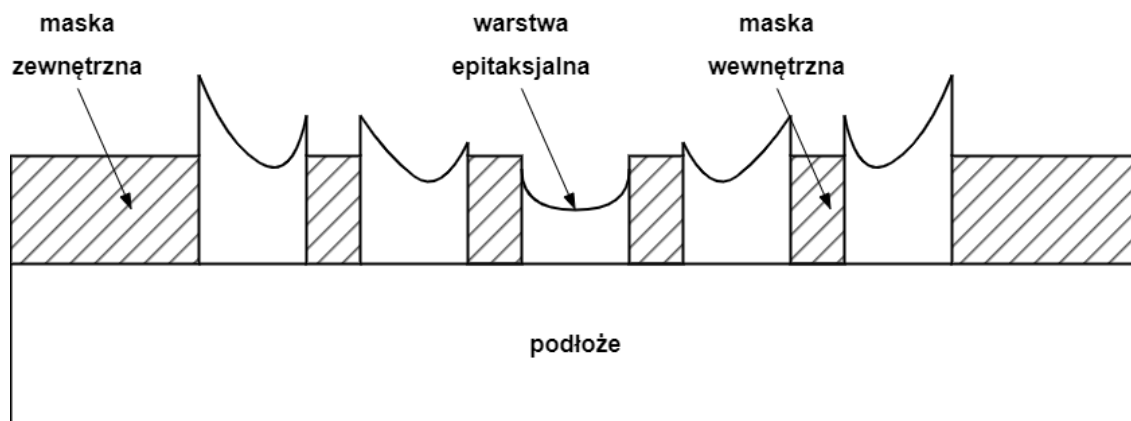 maska
zewnętrzna
warstwa
epitaksjalna
maska
wewnętrzna
podłoże